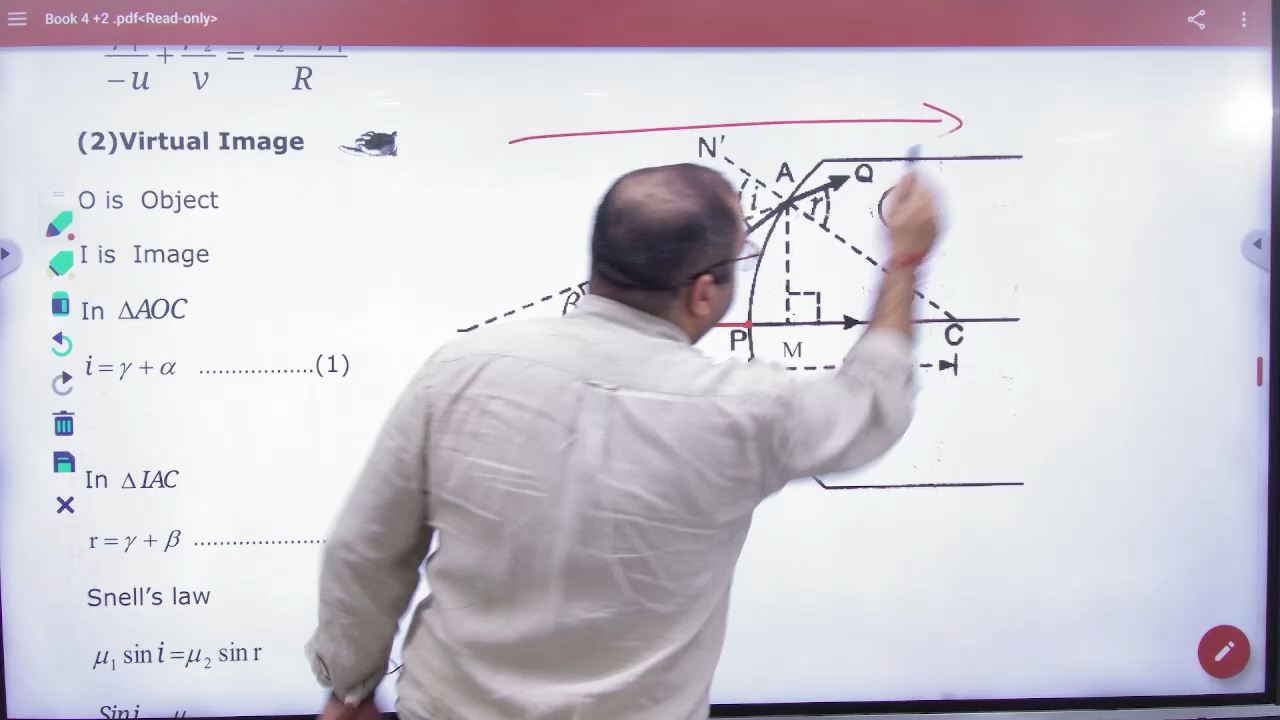 Book 4 +2 .pdf<Read-only>
-u + v = R
(2)Virtual Image
O is Object
I is Image
In ΔAOC
i = γ + α ...................(1)
In ΔIAC
r = γ + β ......................
Snell's law
μ₁ sin i = μ₂ sin r
Sin i μ
N'
A
Q
i
r
β
P
M
C